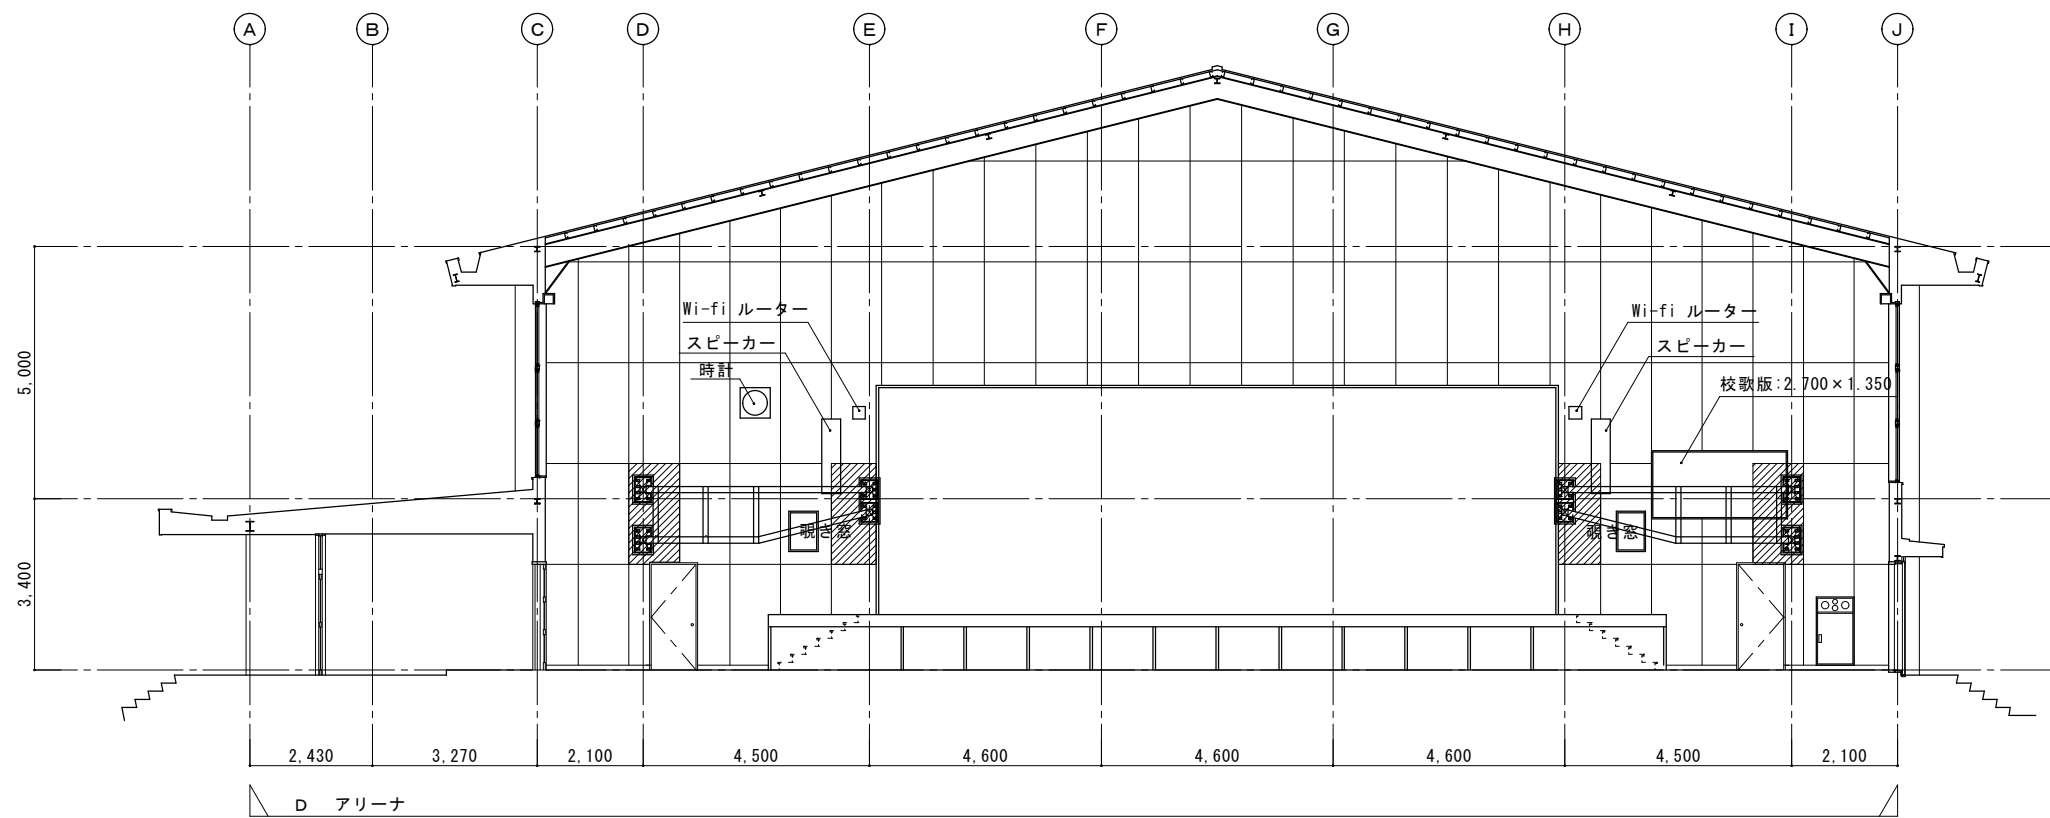 A B C D E F G H I J
Wi-fi ルーター
Wi-fi ルーター
スピーカー
スピーカー
時計
校歌版:2.700×1.350
5,000
覗き窓
覗き窓
3,400
2,430 3,270 2,100 4,500 4,600 4,600 4,600 4,500 2,100
D アリーナ